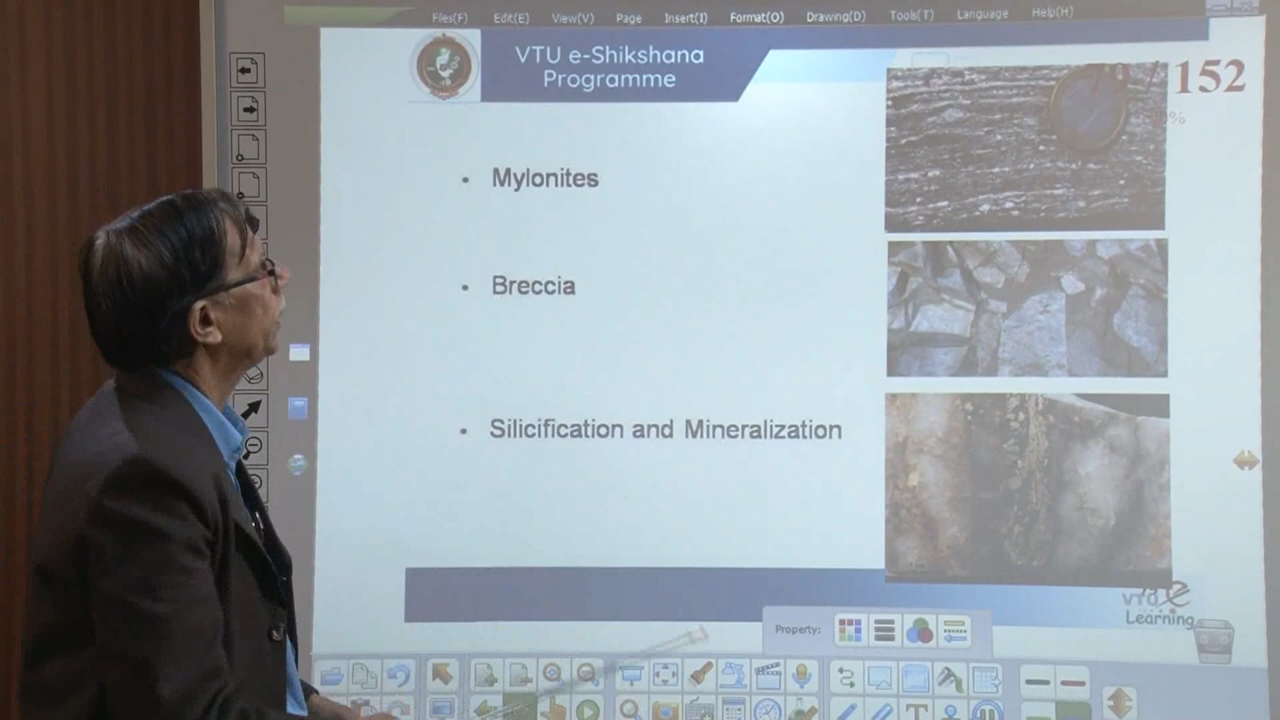 Files(F) Edit(E) View(V) Page Insert(I) Format(O) Drawing(D) Tools(T) Language Help(H)
VTU e-Shikshana
Programme
/ 152
%
• Mylonites
• Breccia
• Silicification and Mineralization
VTU e
Learning
Property: